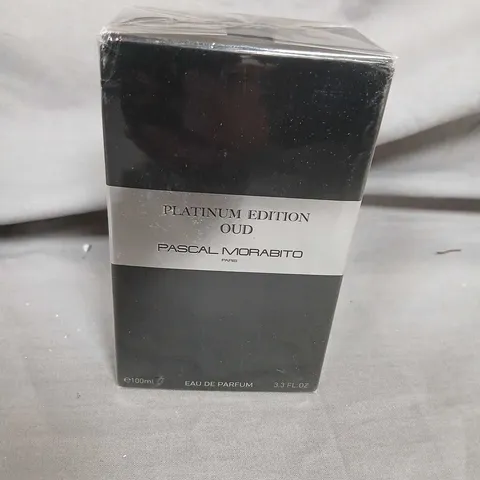 PLATINUM EDITION
OUD
PASCAL MORABITO
PARIS
℮100ml EAU DE PARFUM 3.3 FL.OZ